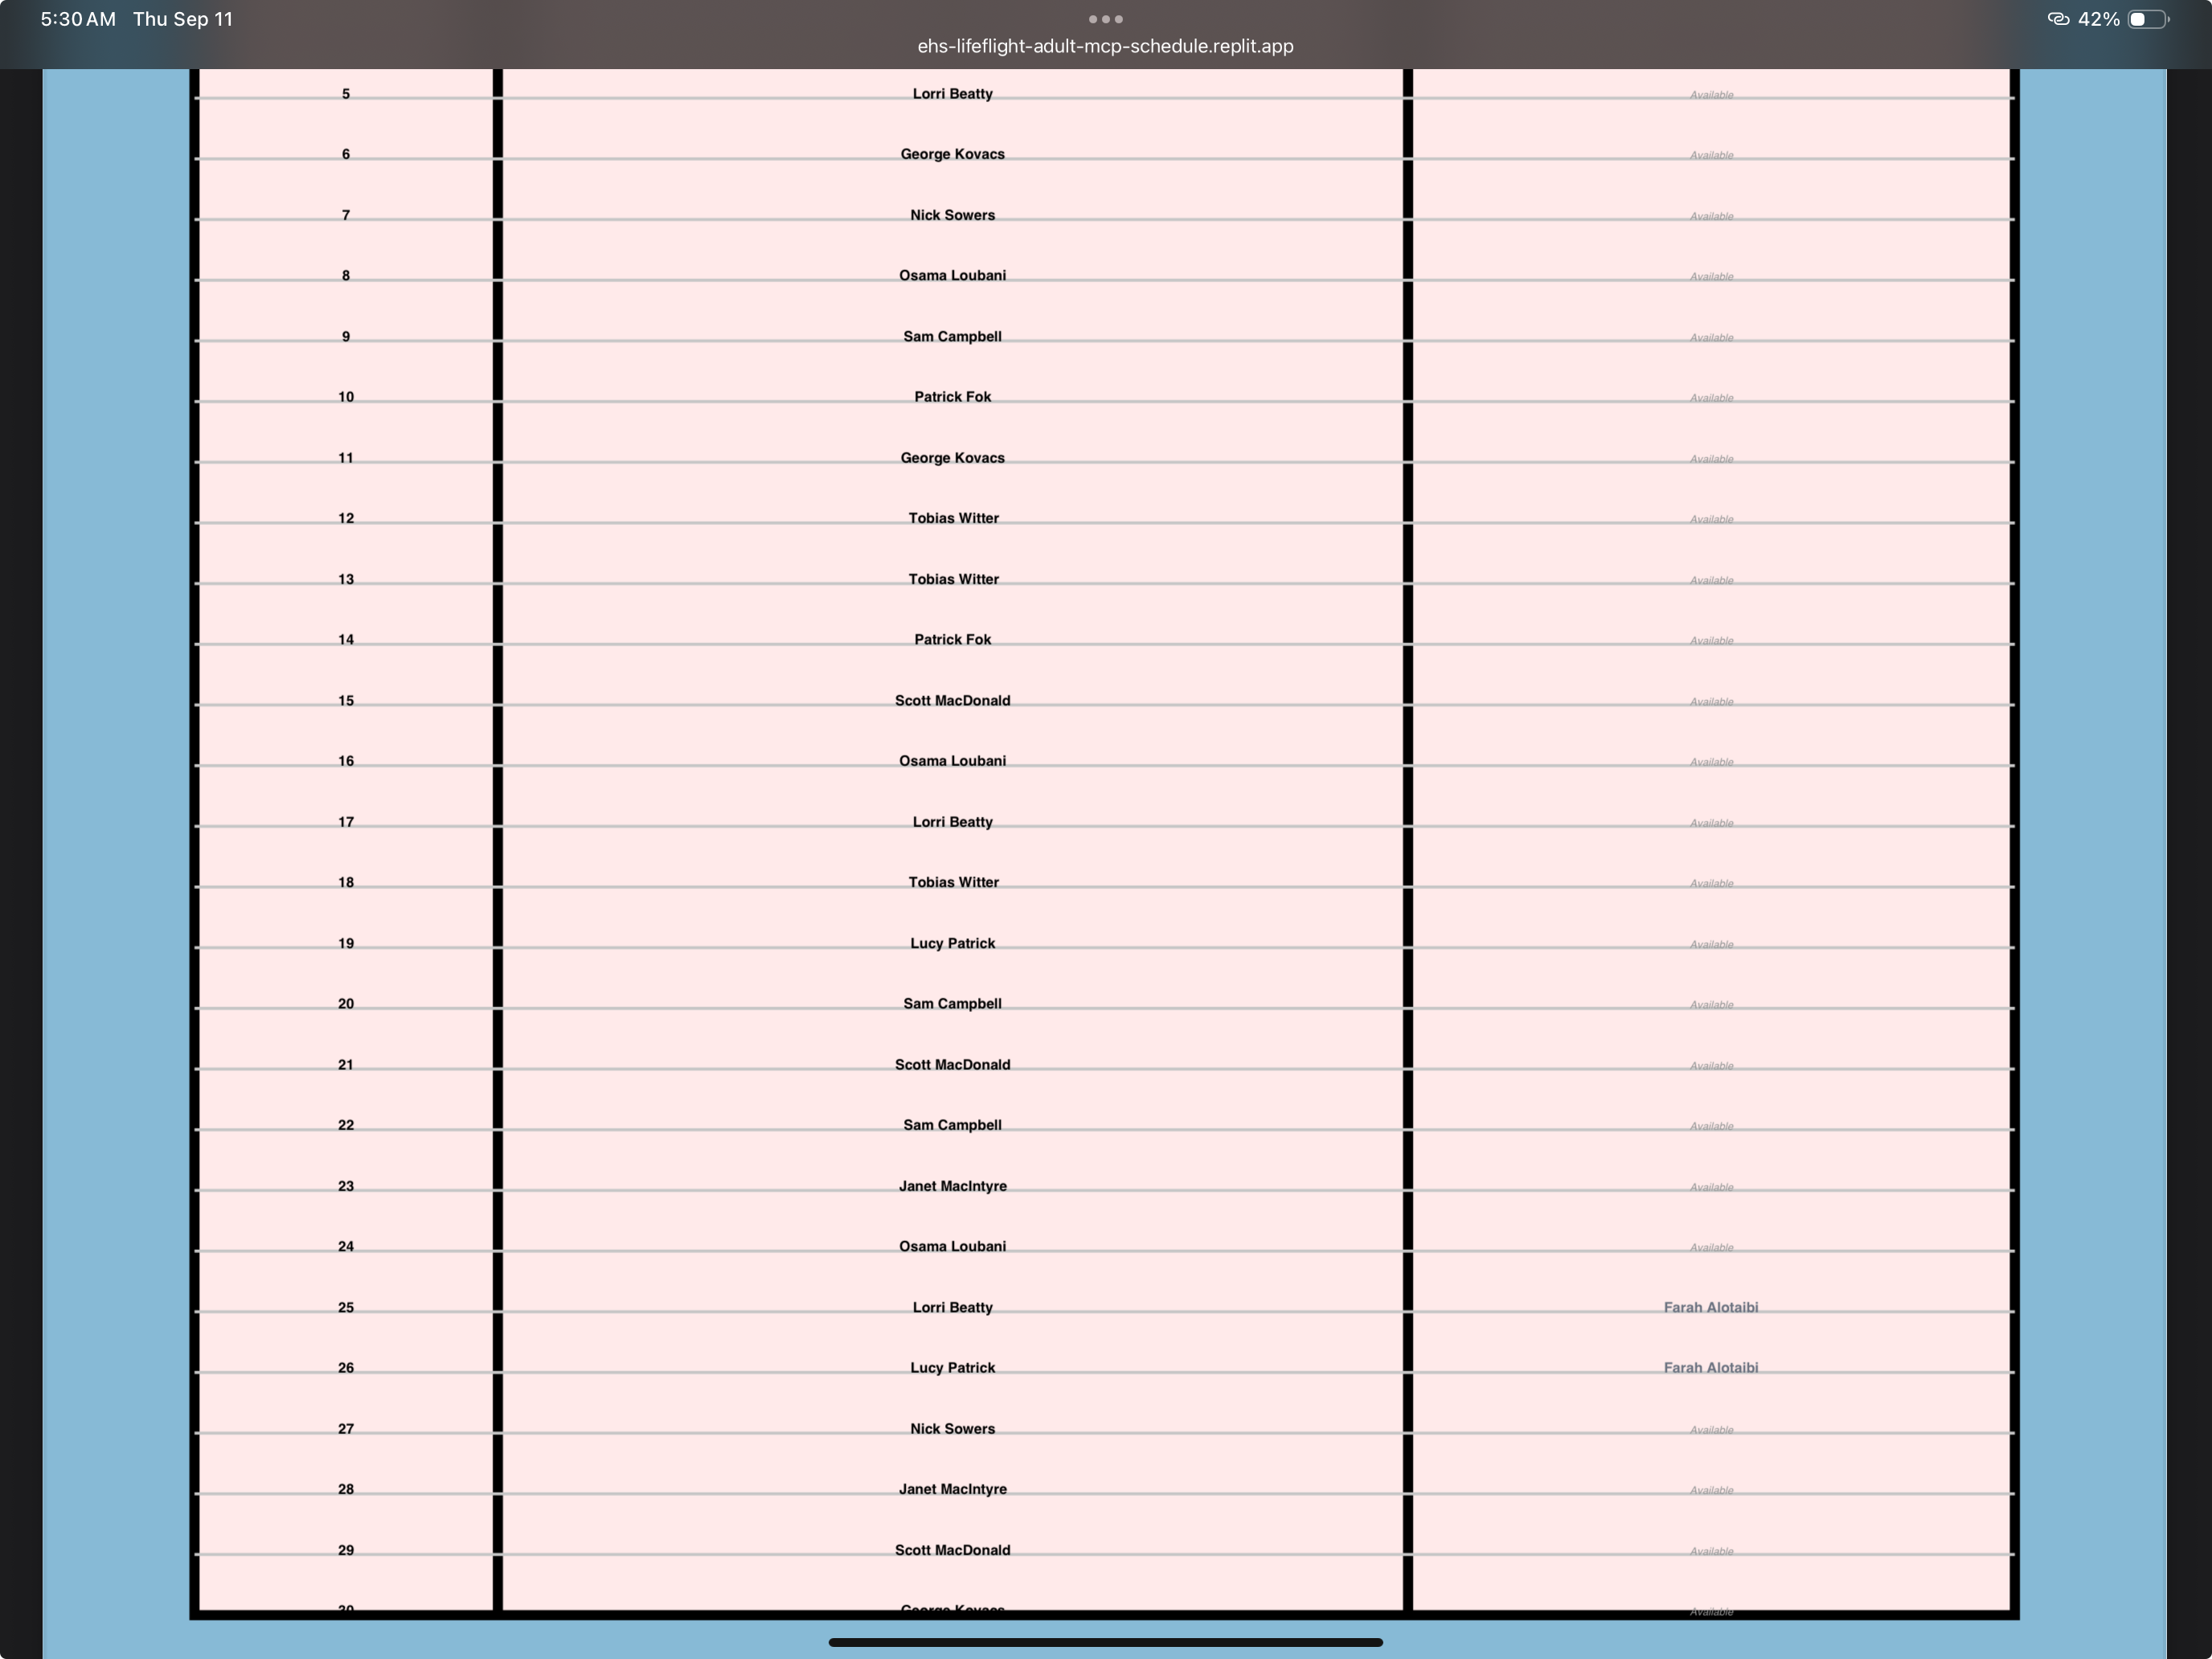 5:30 AM Thu Sep 11
42%
ehs-lifeflight-adult-mcp-schedule.replit.app
5 Lorri Beatty Available
6 George Kovacs Available
7 Nick Sowers Available
8 Osama Loubani Available
9 Sam Campbell Available
10 Patrick Fok Available
11 George Kovacs Available
12 Tobias Witter Available
13 Tobias Witter Available
14 Patrick Fok Available
15 Scott MacDonald Available
16 Osama Loubani Available
17 Lorri Beatty Available
18 Tobias Witter Available
19 Lucy Patrick Available
20 Sam Campbell Available
21 Scott MacDonald Available
22 Sam Campbell Available
23 Janet MacIntyre Available
24 Osama Loubani Available
25 Lorri Beatty Farah Alotaibi
26 Lucy Patrick Farah Alotaibi
27 Nick Sowers Available
28 Janet MacIntyre Available
29 Scott MacDonald Available
30 George Kovacs Available